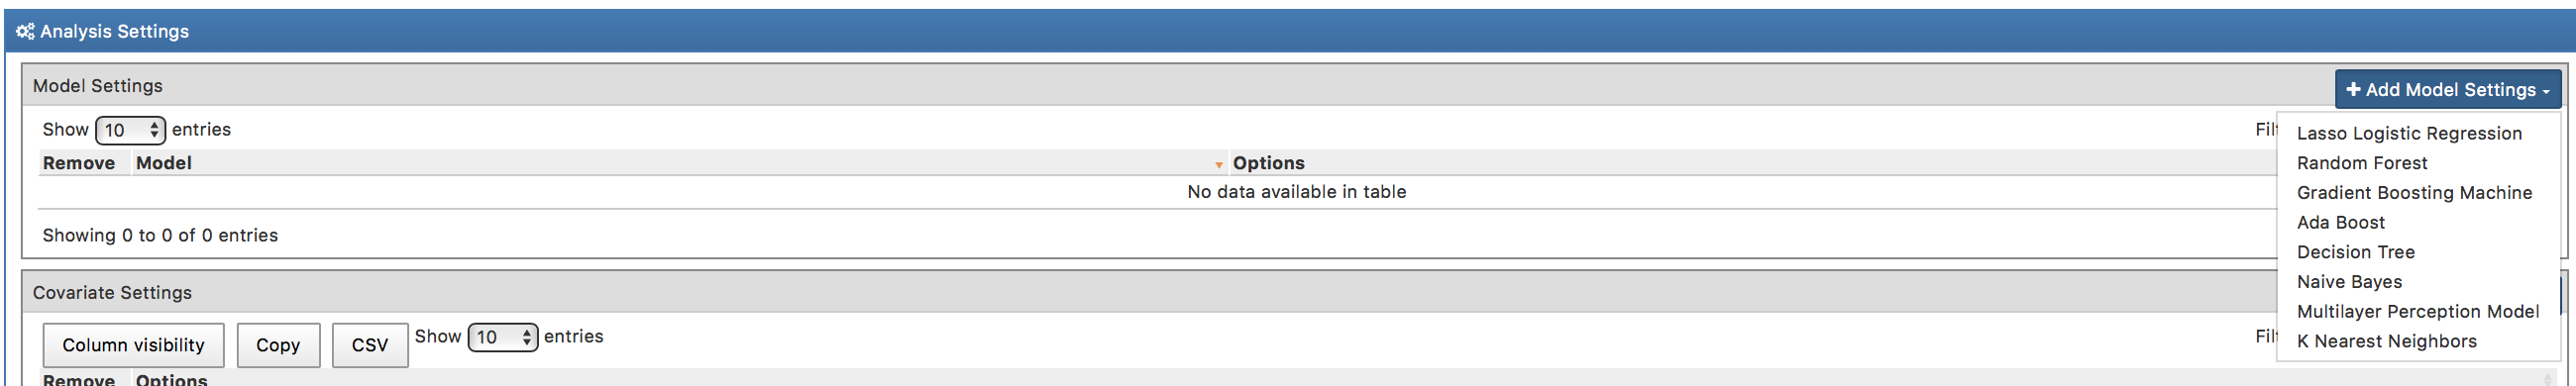 Analysis Settings
Model Settings
+ Add Model Settings
Show 10 entries
Filt
Remove Model Options
No data available in table
Showing 0 to 0 of 0 entries
Lasso Logistic Regression
Random Forest
Gradient Boosting Machine
Ada Boost
Decision Tree
Naive Bayes
Multilayer Perception Model
K Nearest Neighbors
Covariate Settings
Column visibility Copy CSV Show 10 entries
Filt
Remove Options